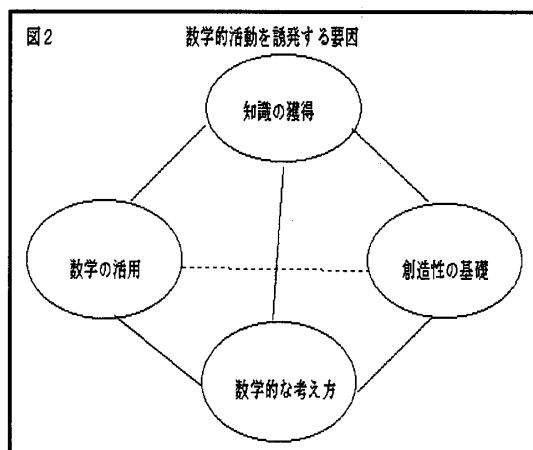 図2 数学的活動を誘発する要因
知識の獲得
数学の活用
創造性の基礎
数学的な考え方